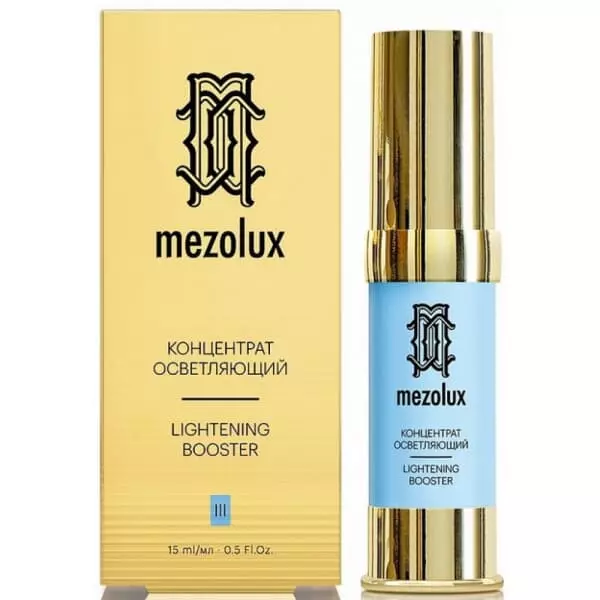 mezolux
КОНЦЕНТРАТ
ОСВЕТЛЯЮЩИЙ
LIGHTENING
BOOSTER
III
15 ml/мл · 0.5 Fl.Oz.
mezolux
КОНЦЕНТРАТ
ОСВЕТЛЯЮЩИЙ
LIGHTENING
BOOSTER